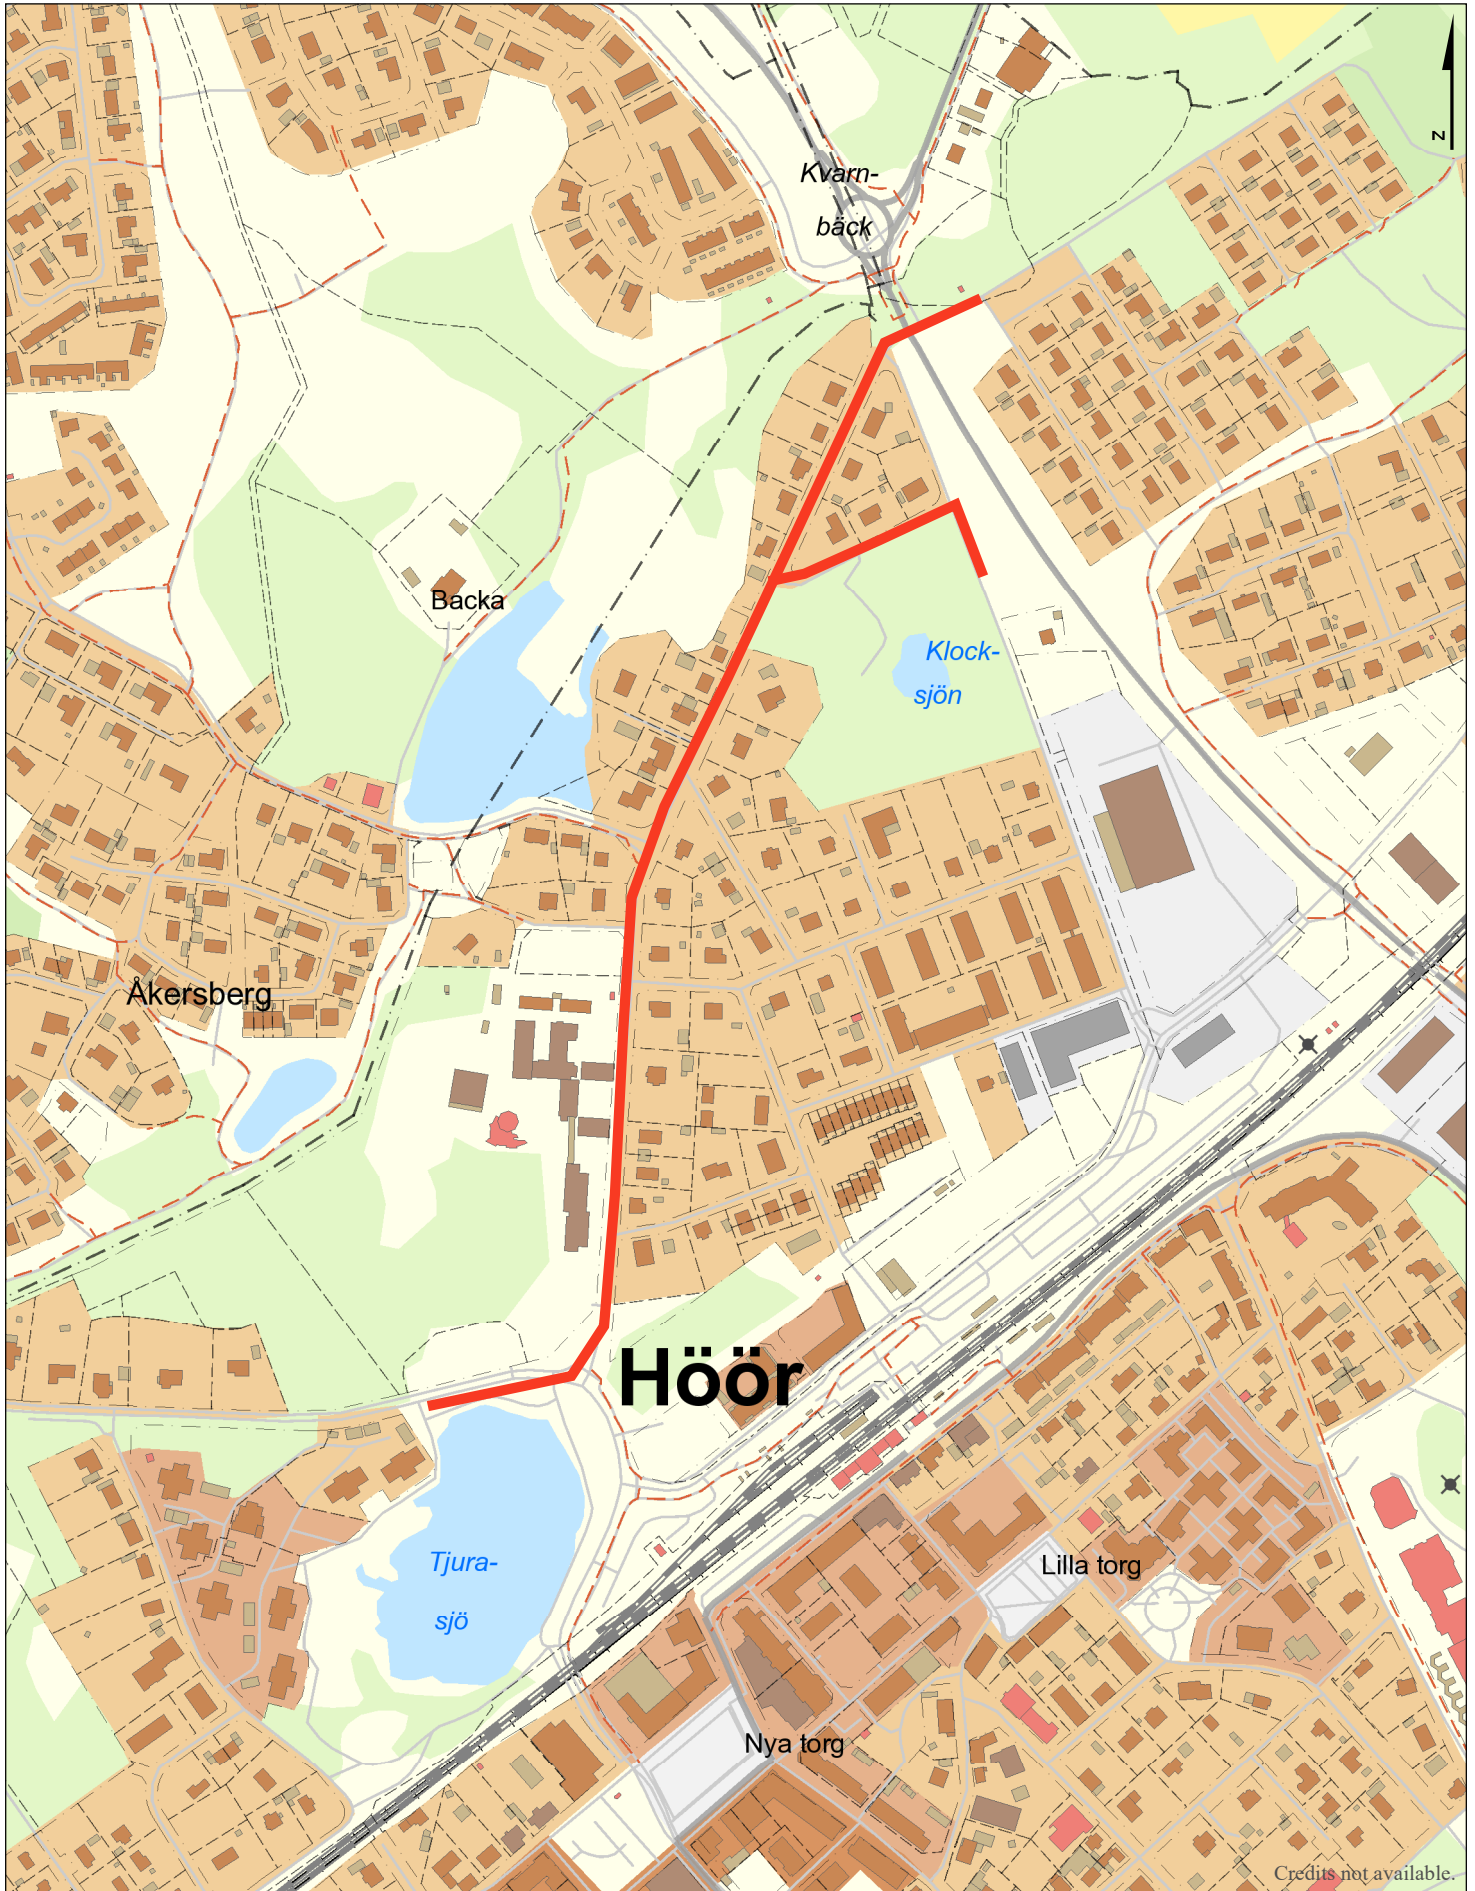 N
Kvarn-
bäck
Backa
Klock-
sjön
Åkersberg
Höör
Tjura-
sjö
Lilla torg
Nya torg
Credits not available.